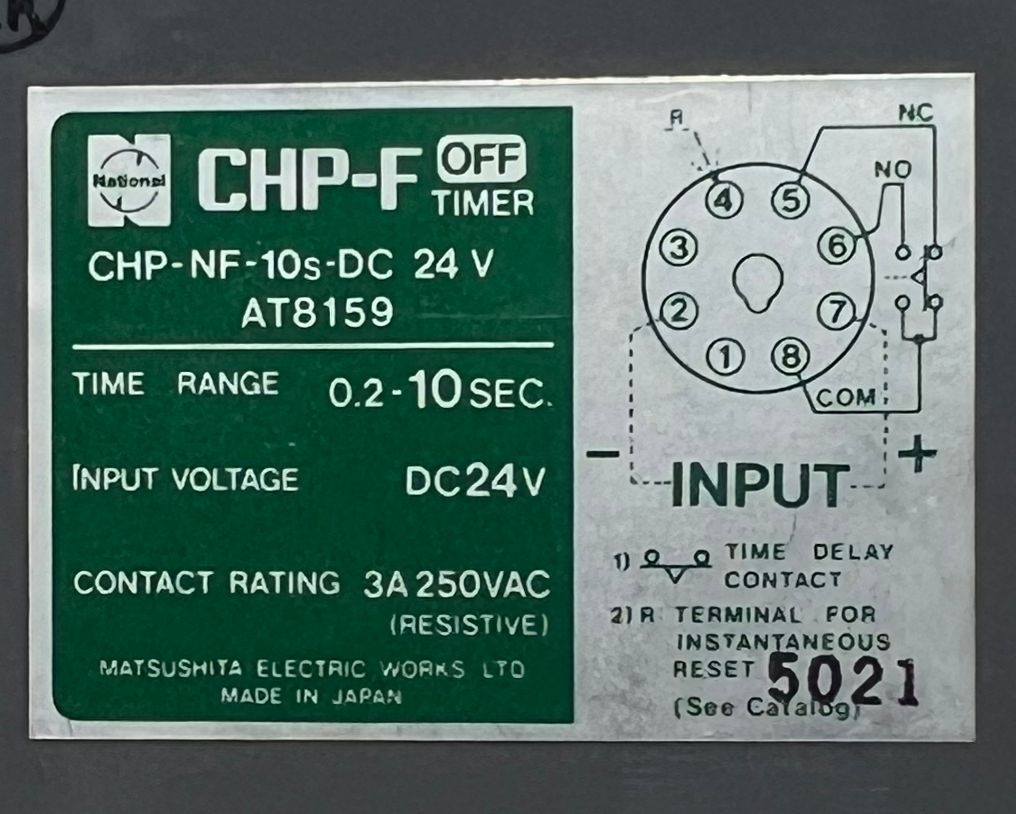 National
CHP-F OFF TIMER
CHP-NF-10s-DC 24 V
AT8159
TIME RANGE 0.2-10 SEC.
INPUT VOLTAGE DC24V
CONTACT RATING 3A 250VAC
(RESISTIVE)
MATSUSHITA ELECTRIC WORKS LTD
MADE IN JAPAN
R
NC
NO
4 5
3 6
2 7
1 8
COM
- INPUT +
1) TIME DELAY
CONTACT
2) R TERMINAL FOR
INSTANTANEOUS
RESET
5021
(See Catalog)